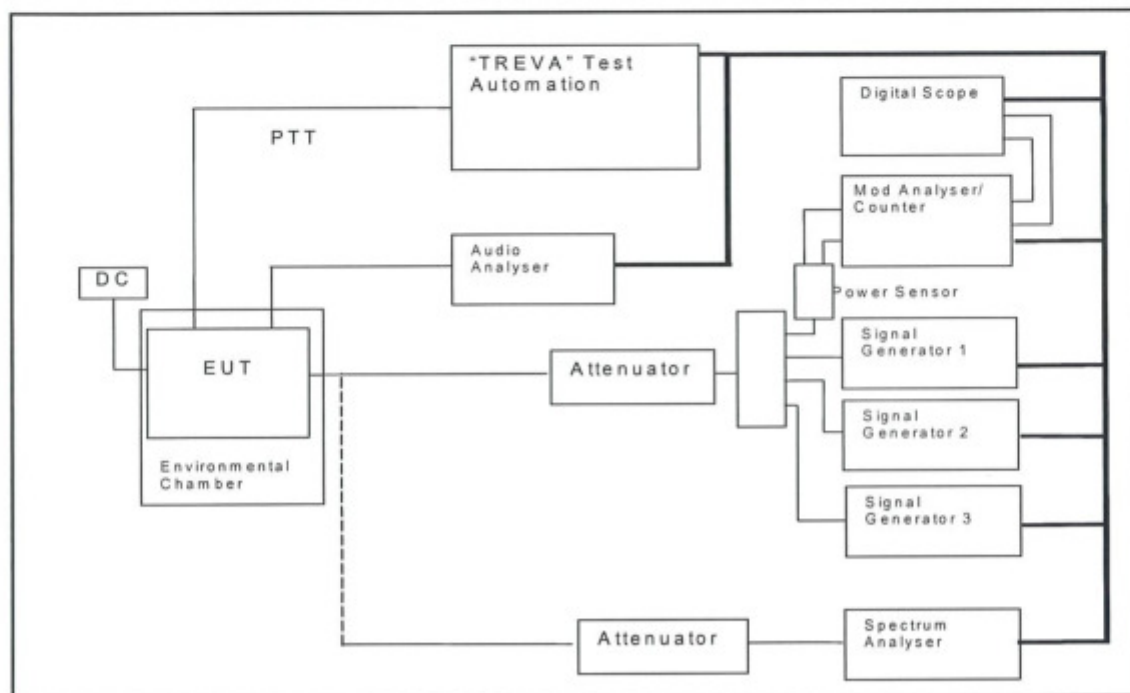 "TREVA" Test
Automation
PTT
Digital Scope
Mod Analyser/
Counter
Audio
Analyser
DC
Power Sensor
EUT
Attenuator
Signal
Generator 1
Signal
Generator 2
Environmental
Chamber
Signal
Generator 3
Attenuator
Spectrum
Analyser